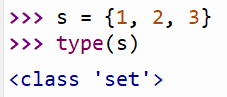 >>> s = {1, 2, 3}
>>> type(s)
<class 'set'>